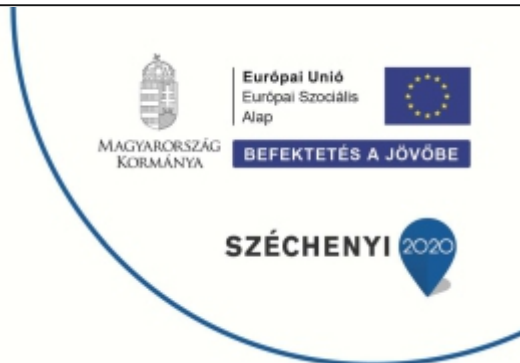 Európai Unió
Európai Szociális
Alap
MAGYARORSZÁG
KORMÁNYA
BEFEKTETÉS A JÖVŐBE
SZÉCHENYI 2020